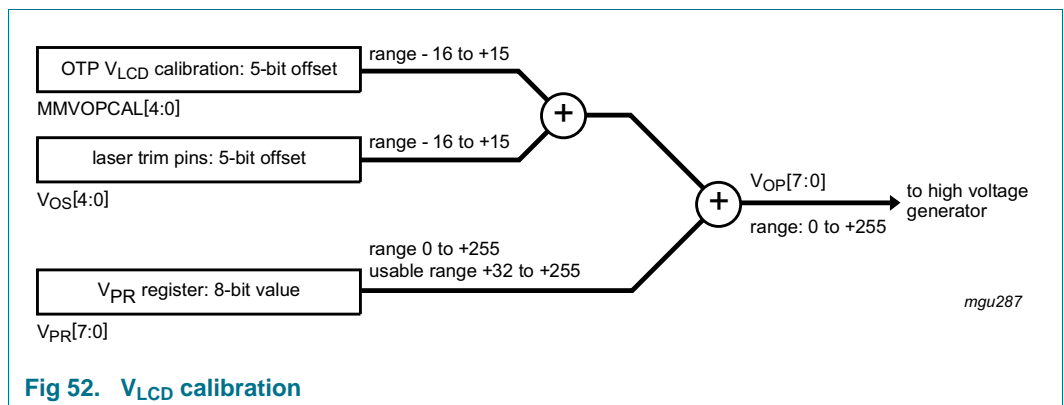 OTP VLCD calibration: 5-bit offset
range - 16 to +15
MMVOPCAL[4:0]
+
laser trim pins: 5-bit offset
range - 16 to +15
VOS[4:0]
+
VOP[7:0]
range: 0 to +255
to high voltage
generator
range 0 to +255
usable range +32 to +255
VPR register: 8-bit value
VPR[7:0]
mgu287
Fig 52. VLCD calibration